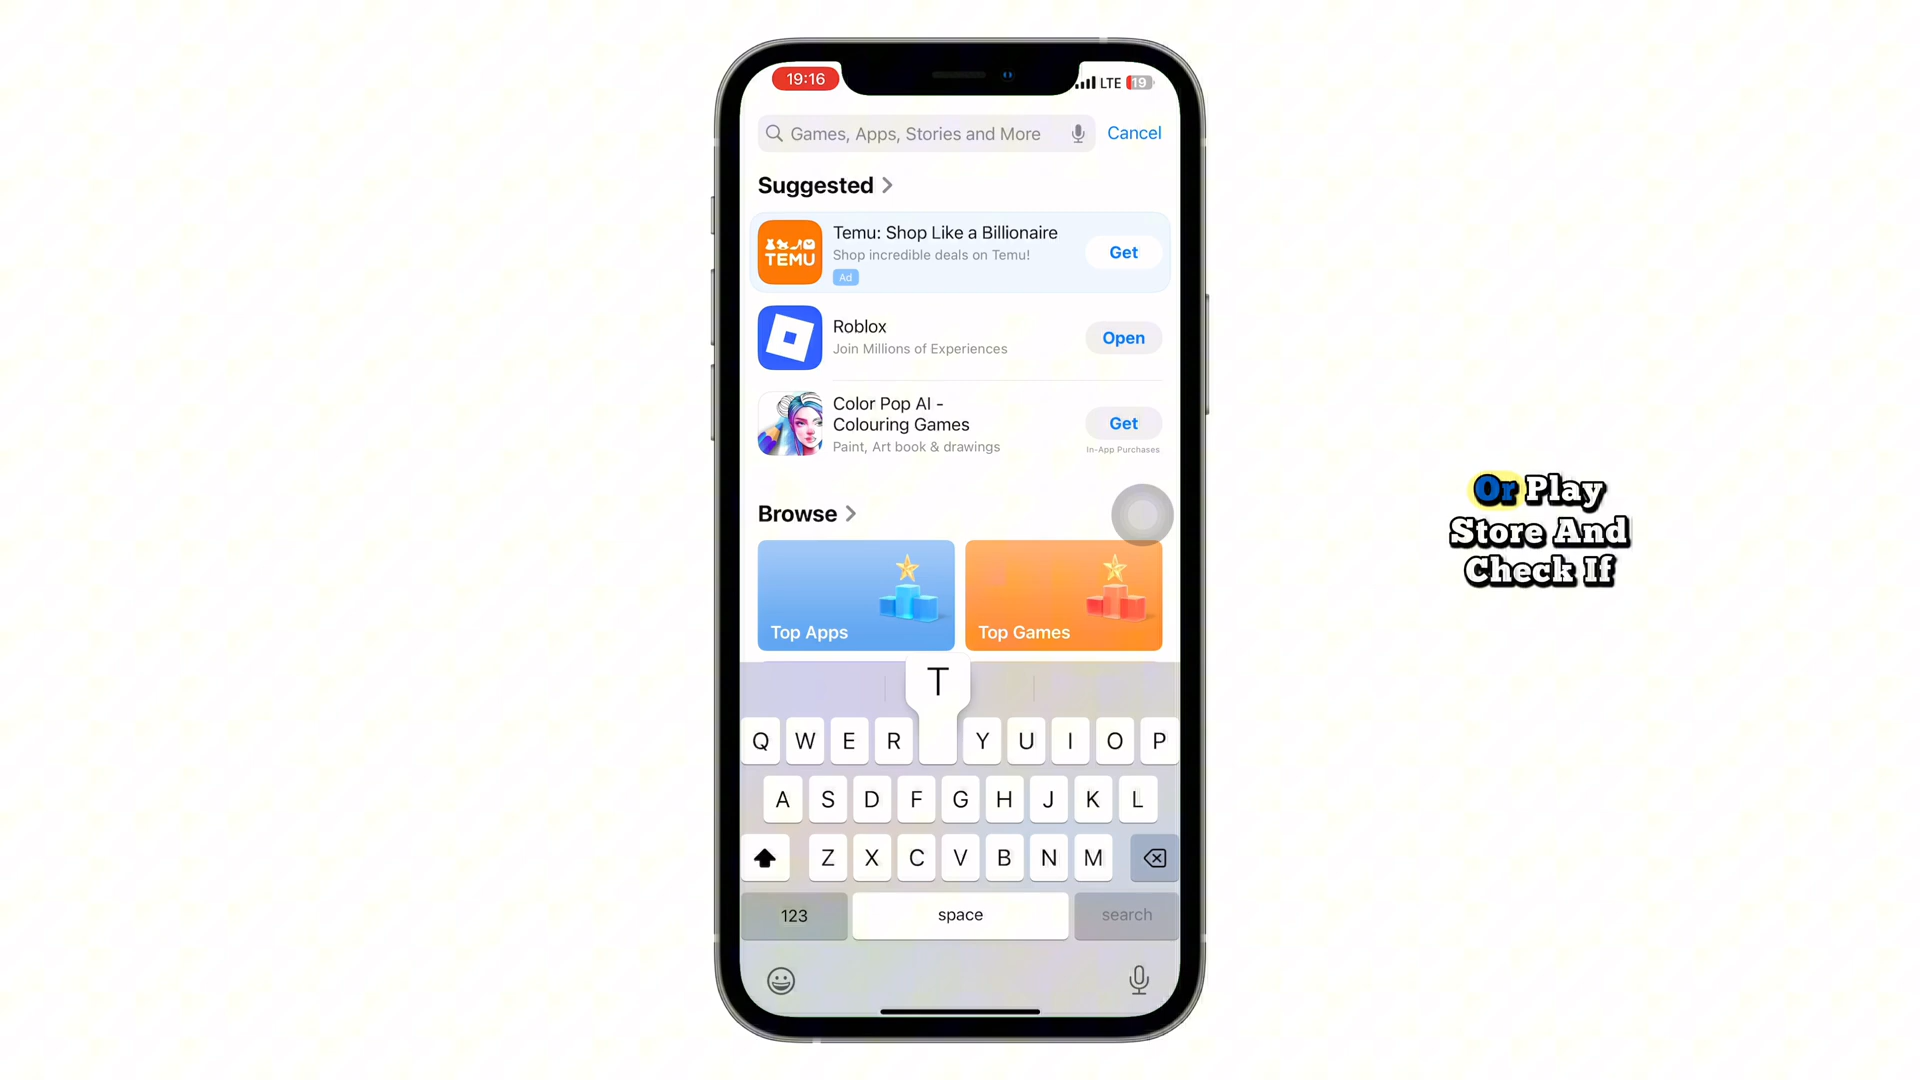 19:16
LTE 19
Games, Apps, Stories and More
Cancel
Suggested
TEMU
Temu: Shop Like a Billionaire
Shop incredible deals on Temu!
Ad
Get
Roblox
Join Millions of Experiences
Open
Color Pop AI -
Colouring Games
Paint, Art book & drawings
Get
In-App Purchases
Browse
Top Apps
Top Games
Or Play
Store And
Check If
T
Q W E R Y U I O P
A S D F G H J K L
Z X C V B N M
123
space
search